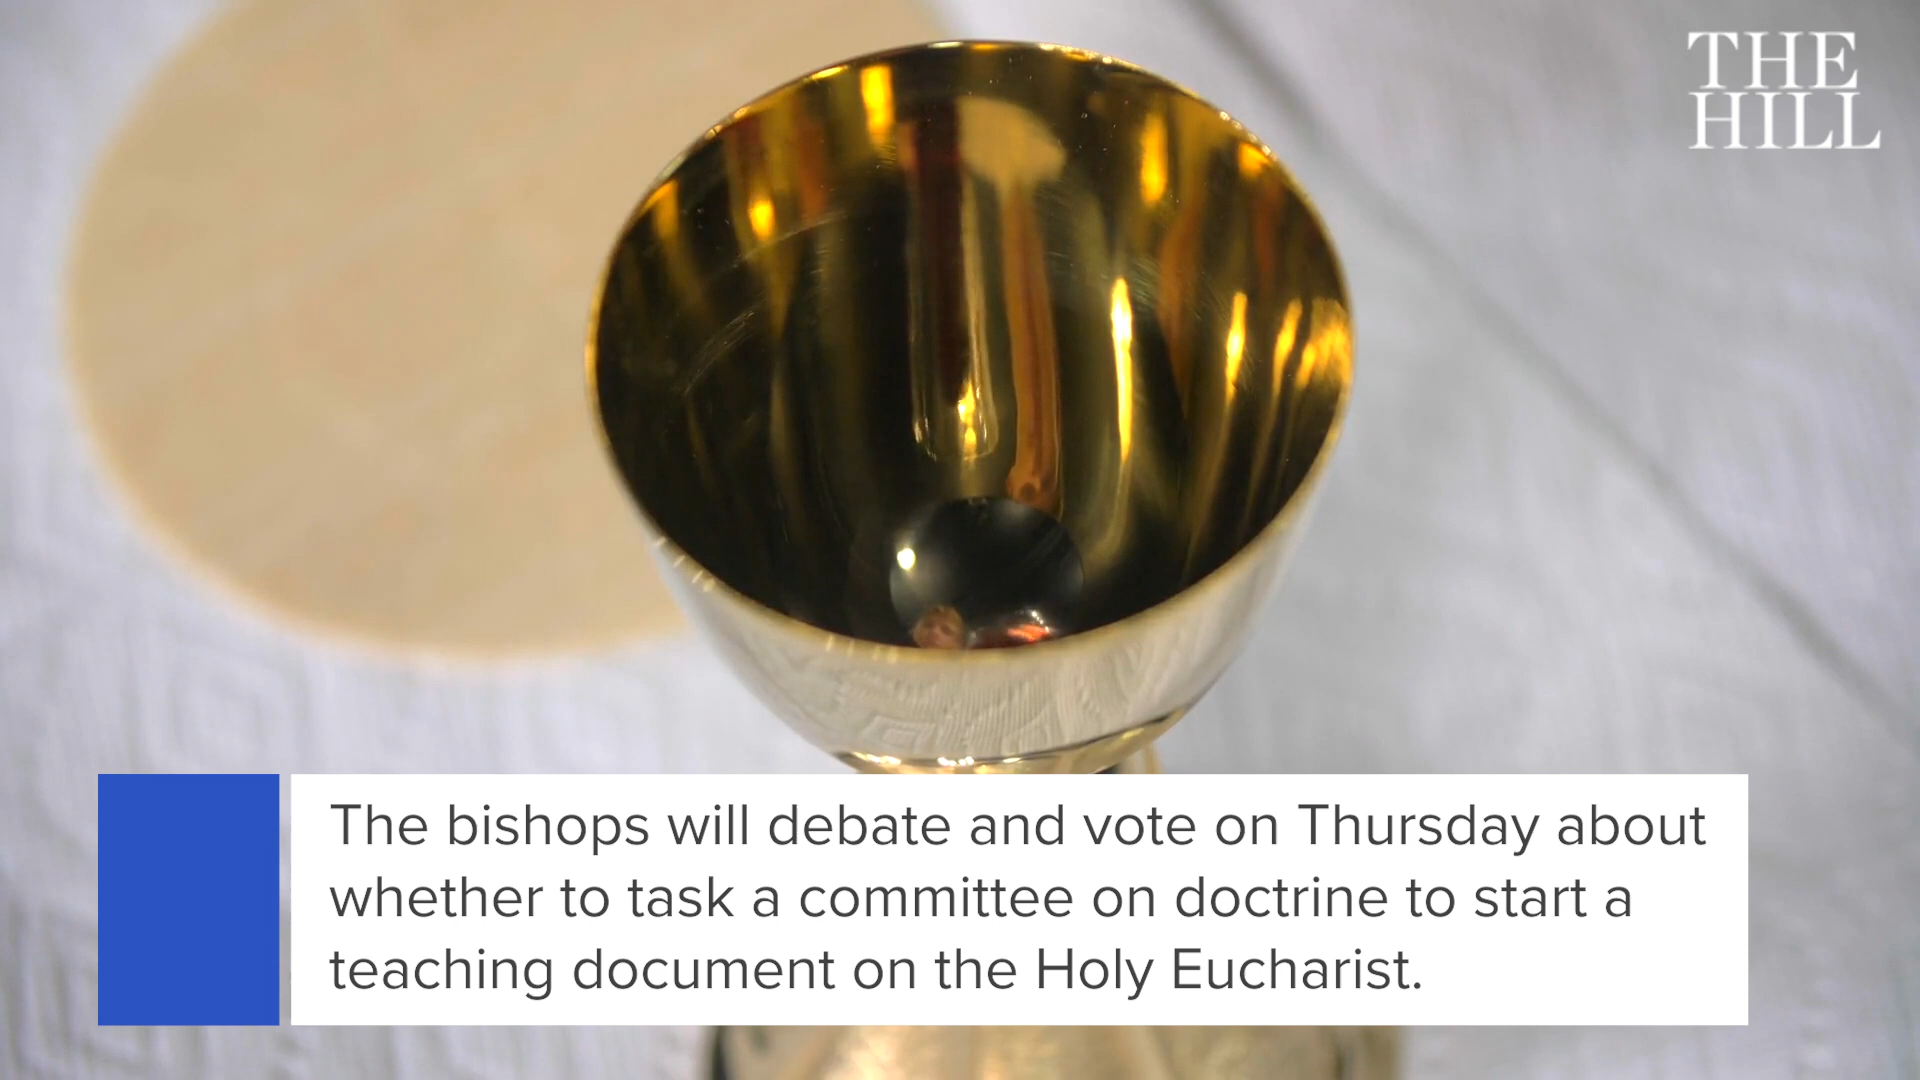 THE
HILL
The bishops will debate and vote on Thursday about
whether to task a committee on doctrine to start a
teaching document on the Holy Eucharist.